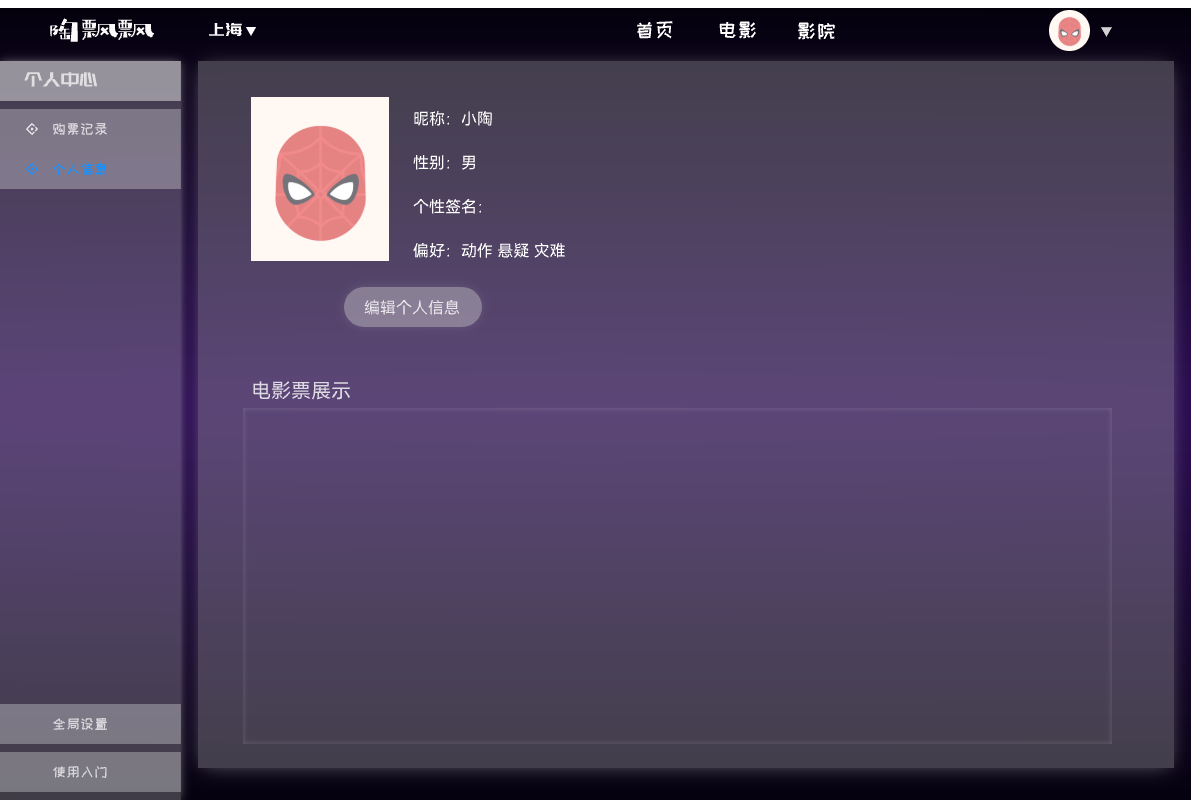 陶票风票风 上海▼ 首页 电影 影院 ▼
个人中心
购票记录
个人信息
全局设置
使用入门
昵称：小陶
性别：男
个性签名：
偏好：动作 悬疑 灾难
编辑个人信息
电影票展示